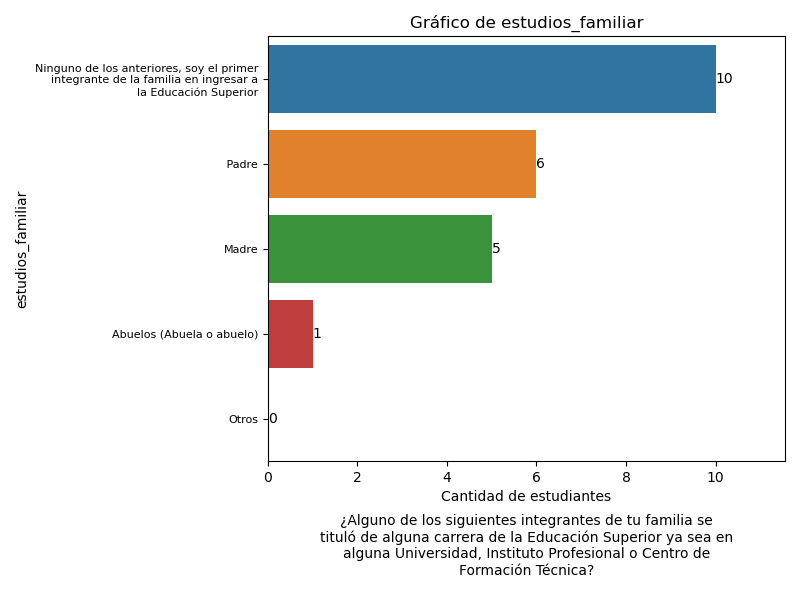 Gráfico de estudios_familiar
Ninguno de los anteriores, soy el primer
integrante de la familia en ingresar a
la Educación Superior
10
Padre
6
Madre
5
Abuelos (Abuela o abuelo)
1
Otros
0
estudios_familiar
0 2 4 6 8 10
Cantidad de estudiantes
¿Alguno de los siguientes integrantes de tu familia se
tituló de alguna carrera de la Educación Superior ya sea en
alguna Universidad, Instituto Profesional o Centro de
Formación Técnica?